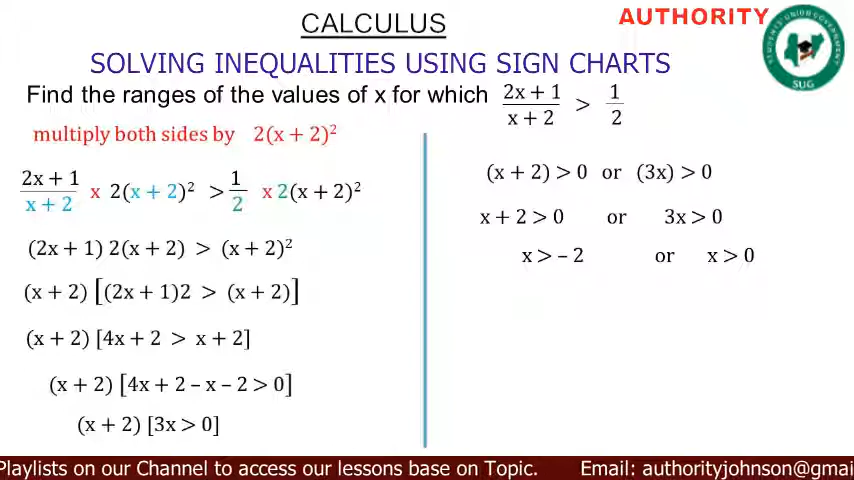 CALCULUS
AUTHORITY
STUDENTS' UNION GOVERNMENT
SUG
SOLVING INEQUALITIES USING SIGN CHARTS
Find the ranges of the values of x for which (2x + 1)/(x + 2) > 1/2
multiply both sides by 2(x + 2)²
(2x + 1)/(x + 2) x 2(x + 2)² > 1/2 x 2(x + 2)²
(2x + 1) 2(x + 2) > (x + 2)²
(x + 2) [(2x + 1)2 > (x + 2)]
(x + 2) [4x + 2 > x + 2]
(x + 2) [4x + 2 – x – 2 > 0]
(x + 2) [3x > 0]
(x + 2) > 0 or (3x) > 0
x + 2 > 0 or 3x > 0
x > – 2 or x > 0
Playlists on our Channel to access our lessons base on Topic. Email: authorityjohnson@gmai